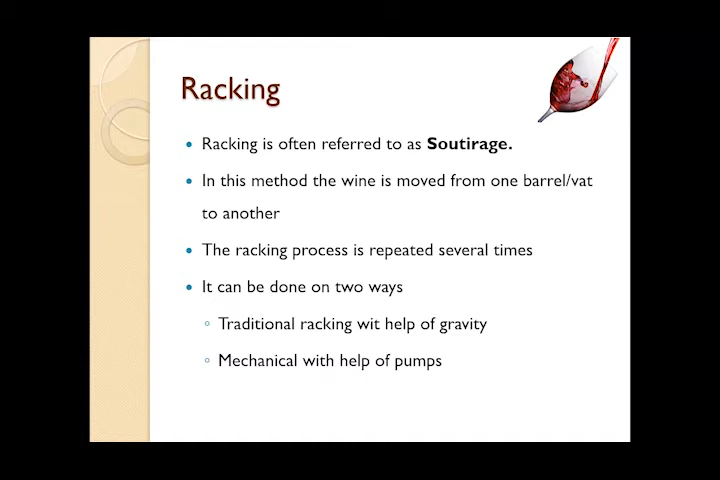 Racking
Racking is often referred to as Soutirage.
In this method the wine is moved from one barrel/vat
to another
The racking process is repeated several times
It can be done on two ways
Traditional racking wit help of gravity
Mechanical with help of pumps